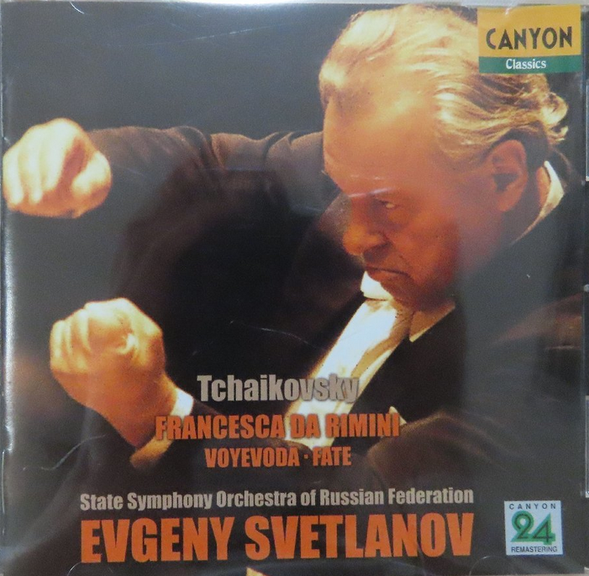 CANYON
Classics
Tchaikovsky
FRANCESCA DA RIMINI
VOYEVODA · FATE
State Symphony Orchestra of Russian Federation
EVGENY SVETLANOV
CANYON
24
REMASTERING